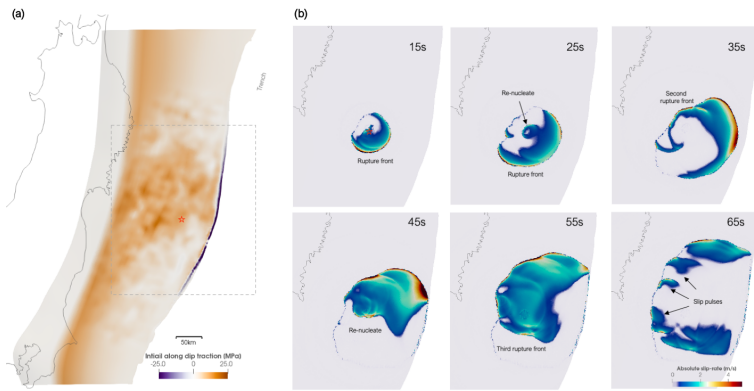 (a)
Trench
50km
Intiail along dip traction (MPa)
-25.0 0.0 25.0
(b)
15s
Rupture front
25s
Re-nucleate
Rupture front
35s
Second
rupture front
45s
Re-nucleate
55s
Third rupture front
65s
Slip pulses
Absolute slip-rate (m/s)
0 2 4